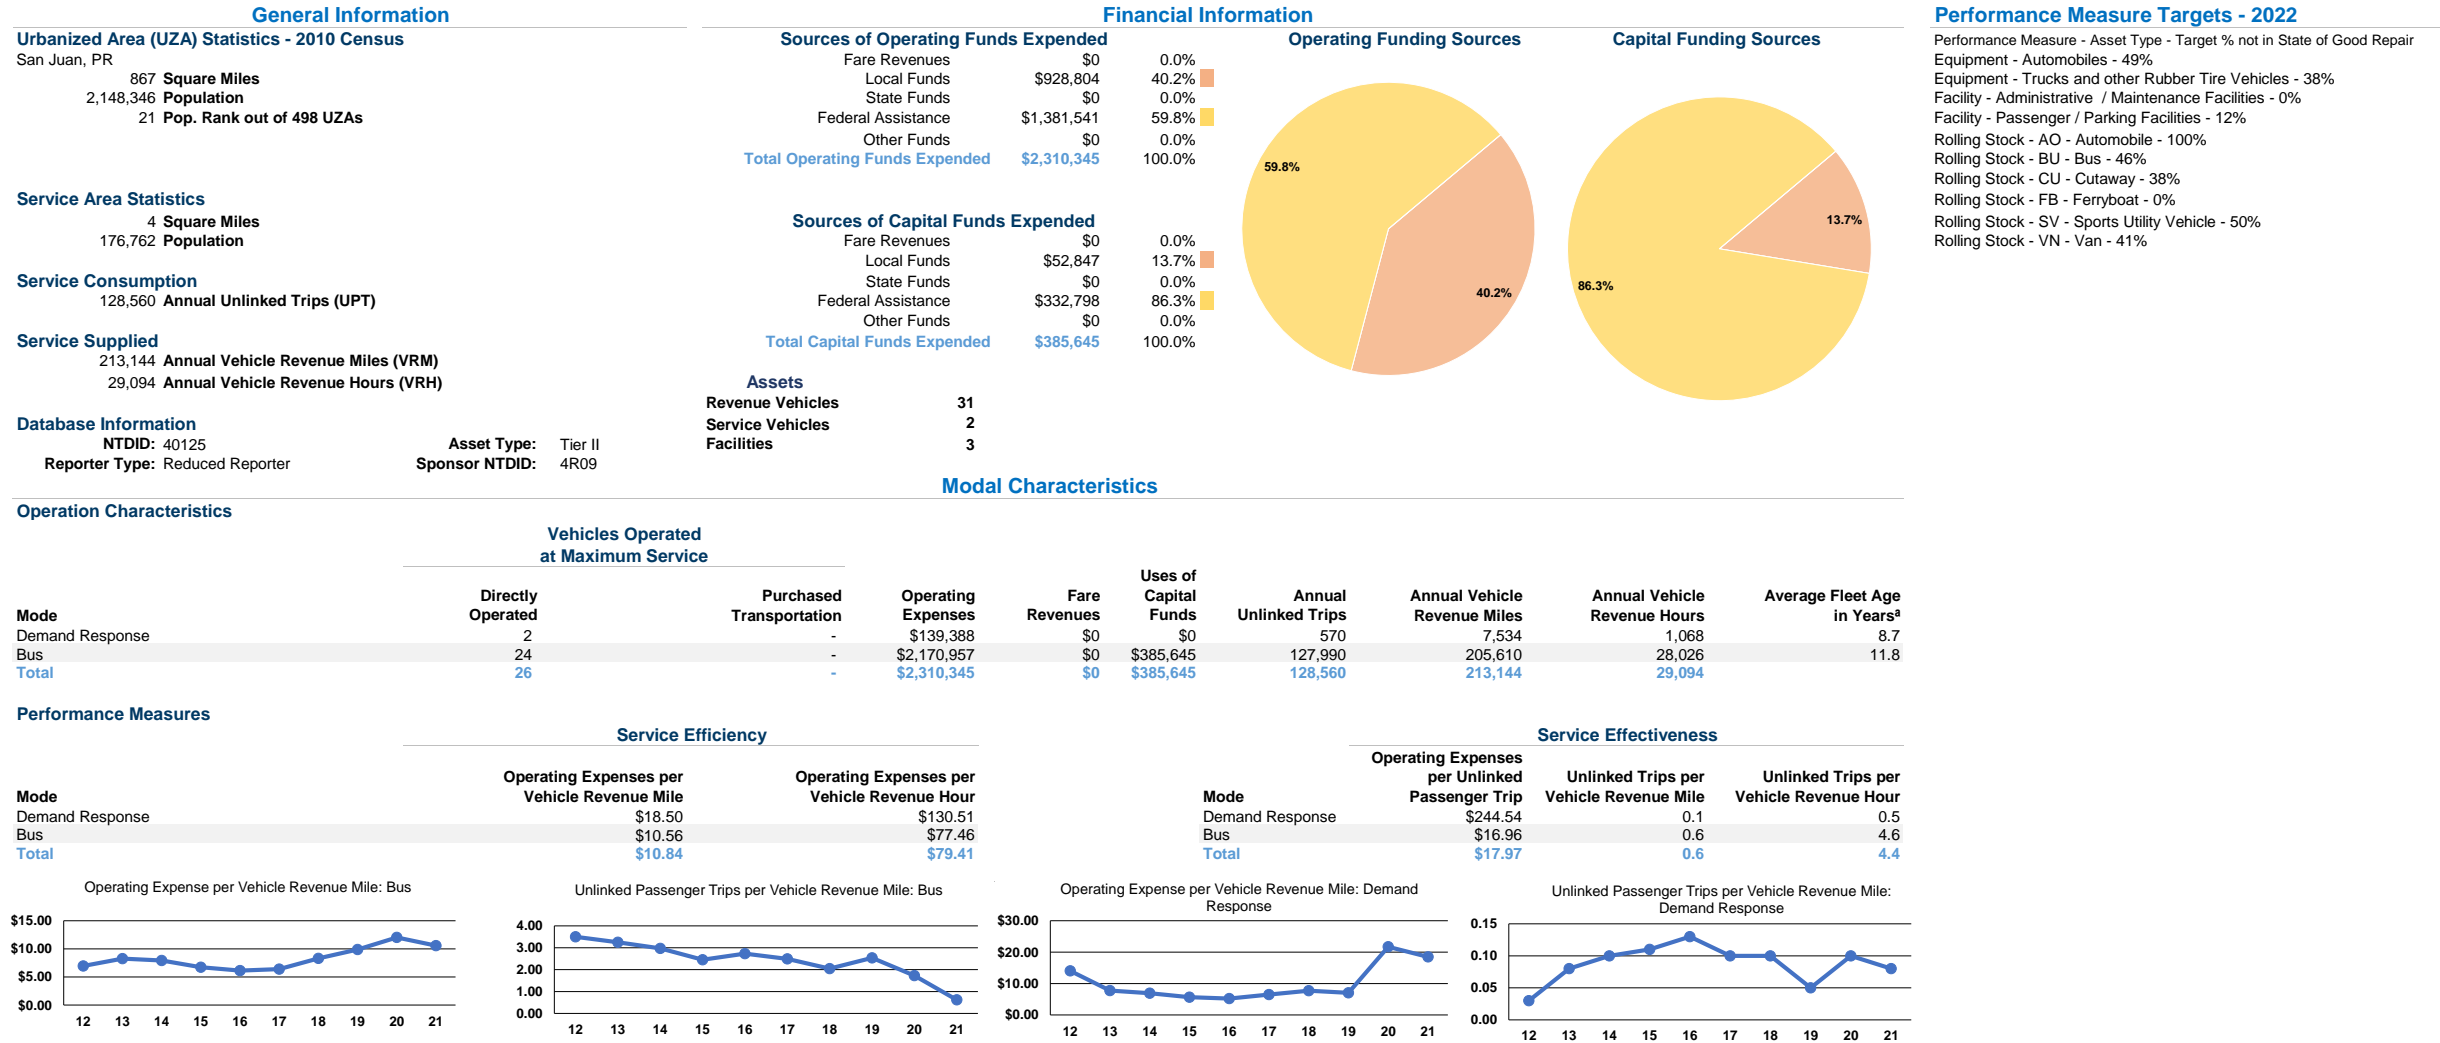 General Information
Urbanized Area (UZA) Statistics - 2010 Census
San Juan, PR
867 Square Miles
2,148,346 Population
21 Pop. Rank out of 498 UZAs
Service Area Statistics
4 Square Miles
176,762 Population
Service Consumption
128,560 Annual Unlinked Trips (UPT)
Service Supplied
213,144 Annual Vehicle Revenue Miles (VRM)
29,094 Annual Vehicle Revenue Hours (VRH)
Database Information
NTDID: 40125 Asset Type: Tier II
Reporter Type: Reduced Reporter Sponsor NTDID: 4R09
Financial Information
Sources of Operating Funds Expended
Fare Revenues $0 0.0%
Local Funds $928,804 40.2%
State Funds $0 0.0%
Federal Assistance $1,381,541 59.8%
Other Funds $0 0.0%
Total Operating Funds Expended $2,310,345 100.0%
Sources of Capital Funds Expended
Fare Revenues $0 0.0%
Local Funds $52,847 13.7%
State Funds $0 0.0%
Federal Assistance $332,798 86.3%
Other Funds $0 0.0%
Total Capital Funds Expended $385,645 100.0%
Assets
Revenue Vehicles 31
Service Vehicles 2
Facilities 3
Operating Funding Sources
59.8%
40.2%
Capital Funding Sources
13.7%
86.3%
Performance Measure Targets - 2022
Performance Measure - Asset Type - Target % not in State of Good Repair
Equipment - Automobiles - 49%
Equipment - Trucks and other Rubber Tire Vehicles - 38%
Facility - Administrative / Maintenance Facilities - 0%
Facility - Passenger / Parking Facilities - 12%
Rolling Stock - AO - Automobile - 100%
Rolling Stock - BU - Bus - 46%
Rolling Stock - CU - Cutaway - 38%
Rolling Stock - FB - Ferryboat - 0%
Rolling Stock - SV - Sports Utility Vehicle - 50%
Rolling Stock - VN - Van - 41%
Modal Characteristics
Operation Characteristics
Vehicles Operated
at Maximum Service
Uses of
Directly Purchased Operating Fare Capital Annual Annual Vehicle Annual Vehicle Average Fleet Age
Mode Operated Transportation Expenses Revenues Funds Unlinked Trips Revenue Miles Revenue Hours in Yearsª
Demand Response 2 - $139,388 $0 $0 570 7,534 1,068 8.7
Bus 24 - $2,170,957 $0 $385,645 127,990 205,610 28,026 11.8
Total 26 - $2,310,345 $0 $385,645 128,560 213,144 29,094
Performance Measures
Service Efficiency
Operating Expenses per Operating Expenses per
Mode Vehicle Revenue Mile Vehicle Revenue Hour
Demand Response $18.50 $130.51
Bus $10.56 $77.46
Total $10.84 $79.41
Service Effectiveness
Operating Expenses
per Unlinked Unlinked Trips per Unlinked Trips per
Mode Passenger Trip Vehicle Revenue Mile Vehicle Revenue Hour
Demand Response $244.54 0.1 0.5
Bus $16.96 0.6 4.6
Total $17.97 0.6 4.4
Operating Expense per Vehicle Revenue Mile: Bus
$15.00
$10.00
$5.00
$0.00
12 13 14 15 16 17 18 19 20 21
Unlinked Passenger Trips per Vehicle Revenue Mile: Bus
4.00
3.00
2.00
1.00
0.00
12 13 14 15 16 17 18 19 20 21
Operating Expense per Vehicle Revenue Mile: Demand
Response
$30.00
$20.00
$10.00
$0.00
12 13 14 15 16 17 18 19 20 21
Unlinked Passenger Trips per Vehicle Revenue Mile:
Demand Response
0.15
0.10
0.05
0.00
12 13 14 15 16 17 18 19 20 21